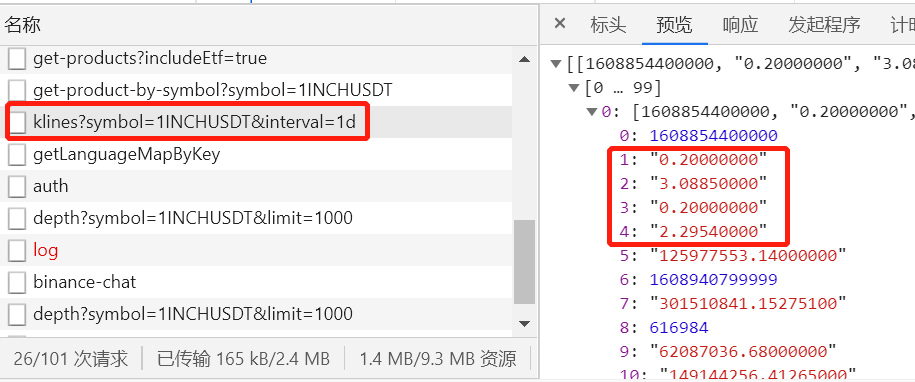 名称
get-products?includeEtf=true
get-product-by-symbol?symbol=1INCHUSDT
klines?symbol=1INCHUSDT&interval=1d
getLanguageMapByKey
auth
depth?symbol=1INCHUSDT&limit=1000
log
binance-chat
depth?symbol=1INCHUSDT&limit=1000
26/101 次请求 已传输 165 kB/2.4 MB 1.4 MB/9.3 MB 资源
× 标头 预览 响应 发起程序 计时
▼[[1608854400000, "0.20000000", "3.08
▼[0 … 99]
▼0: [1608854400000, "0.20000000",
0: 1608854400000
1: "0.20000000"
2: "3.08850000"
3: "0.20000000"
4: "2.29540000"
5: "125977553.14000000"
6: 1608940799999
7: "301510841.15275100"
8: 616984
9: "62087036.68000000"
10: "149144256.41265000"